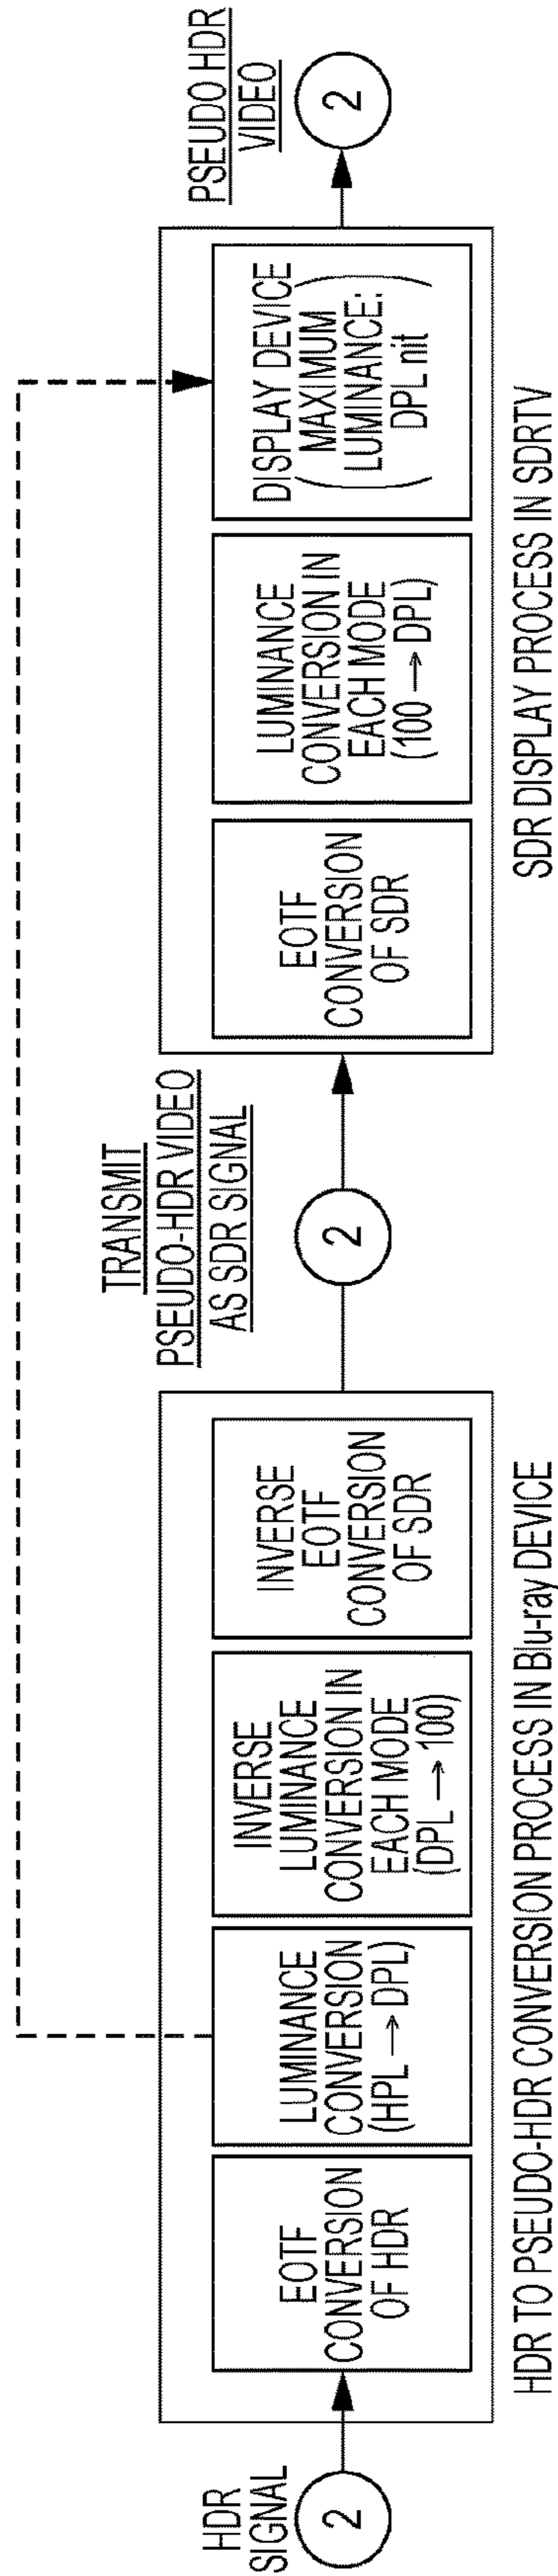 HDR
SIGNAL
2
EOTF
CONVERSION
OF HDR
LUMINANCE
CONVERSION
(HPL → DPL)
INVERSE
LUMINANCE
CONVERSION IN
EACH MODE
(DPL → 100)
INVERSE
EOTF
CONVERSION
OF SDR
HDR TO PSEUDO-HDR CONVERSION PROCESS IN Blu-ray DEVICE
TRANSMIT
PSEUDO-HDR VIDEO
AS SDR SIGNAL
2
EOTF
CONVERSION
OF SDR
LUMINANCE
CONVERSION IN
EACH MODE
(100 → DPL)
DISPLAY DEVICE
(MAXIMUM
LUMINANCE:
DPL nit)
SDR DISPLAY PROCESS IN SDRTV
PSEUDO HDR
VIDEO
2